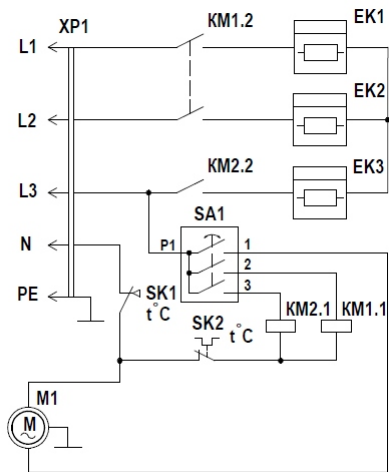 XP1 KM1.2 EK1
L1
EK2
L2
KM2.2 EK3
L3
SA1
P1 1
N 2
3
PE SK1 KM2.1 KM1.1
t°C SK2 t°C
M1
M